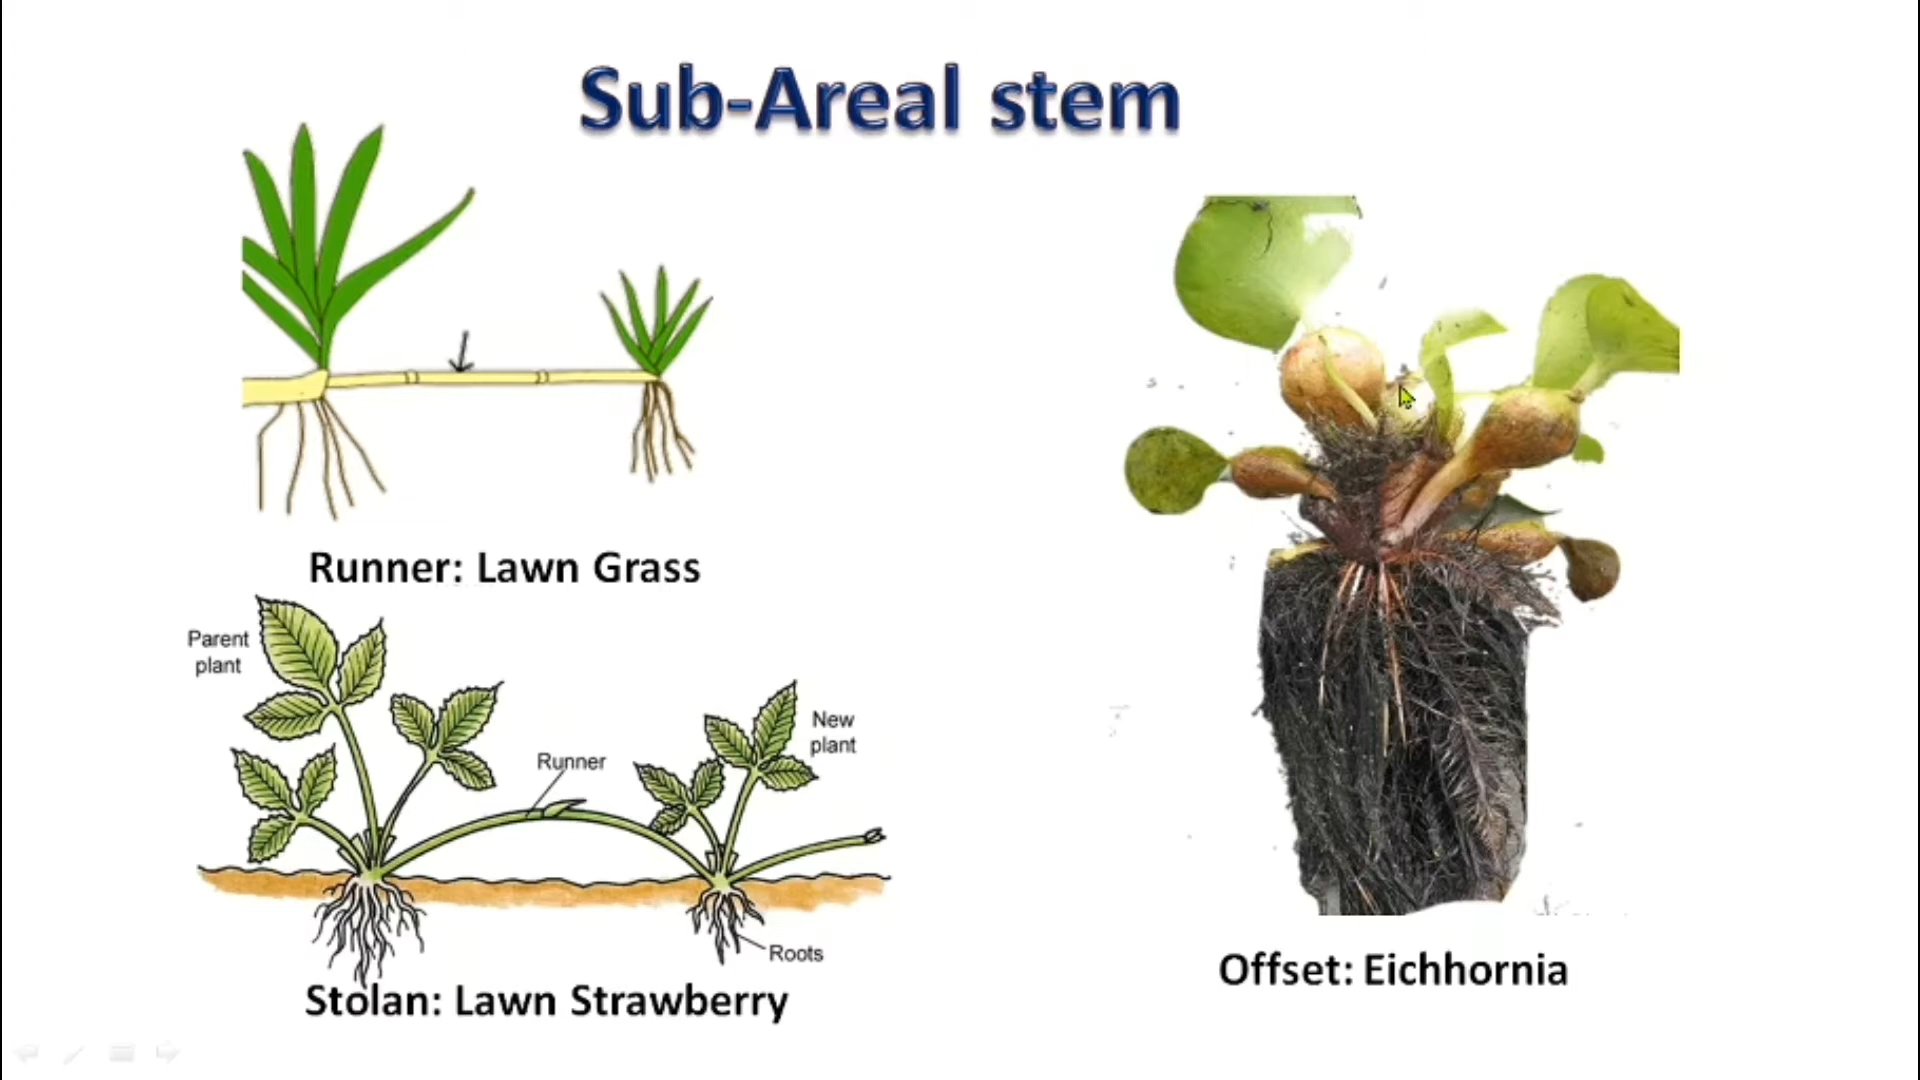 Sub-Areal stem
Runner: Lawn Grass
Parent
plant
Runner
New
plant
Roots
Stolan: Lawn Strawberry
Offset: Eichhornia